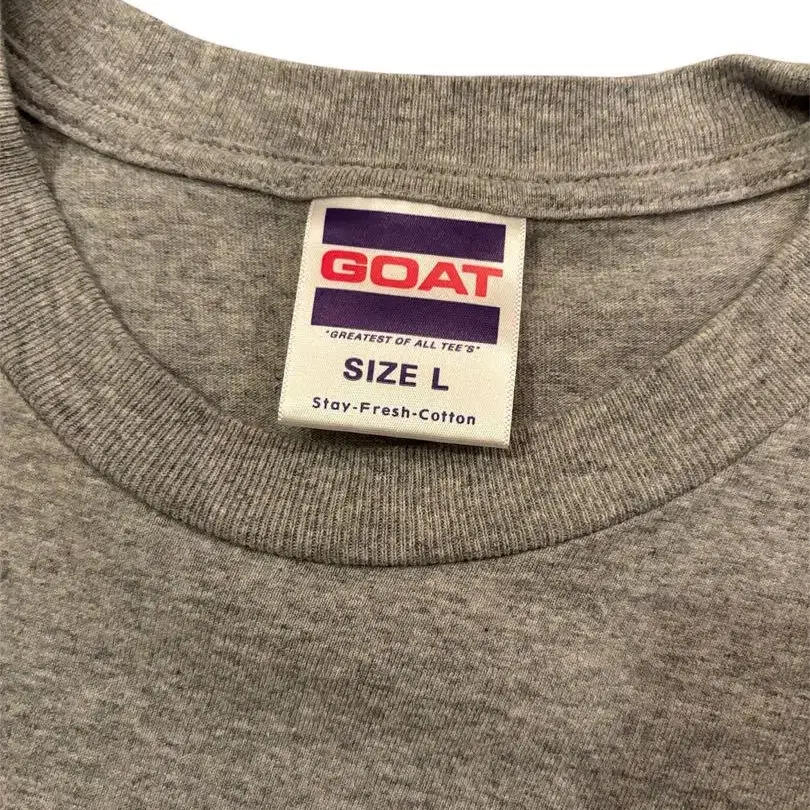 GOAT
"GREATEST OF ALL TEE'S"
SIZE L
Stay-Fresh-Cotton